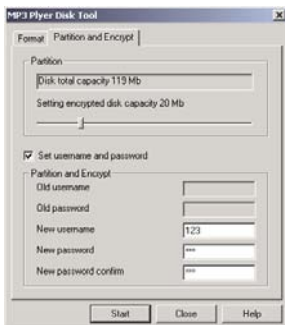 MP3 Plyer Disk Tool
Format Partition and Encrypt
Partition
Disk total capacity 119 Mb
Setting encrypted disk capacity 20 Mb
Set username and password
Partition and Encrypt
Old username
Old password
New username 123
New password ***
New password confirm ***
Start Close Help